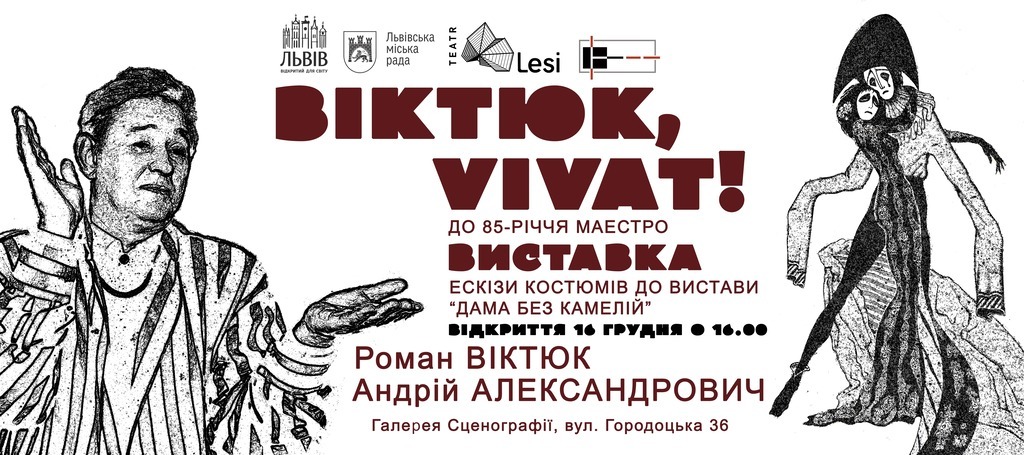 ЛЬВІВ
ВІДКРИТИЙ ДЛЯ СВІТУ
Львівська
міська
рада
TEATR
Lesi
ВІКТЮК,
VIVAT!
ДО 85-РІЧЧЯ МАЕСТРО
ВИСТАВКА
ЕСКІЗИ КОСТЮМІВ ДО ВИСТАВИ
“ДАМА БЕЗ КАМЕЛІЙ”
ВІДКРИТТЯ 16 ГРУДНЯ О 16.00
Роман ВІКТЮК
Андрій АЛЕКСАНДРОВИЧ
Галерея Сценографії, вул. Городоцька 36